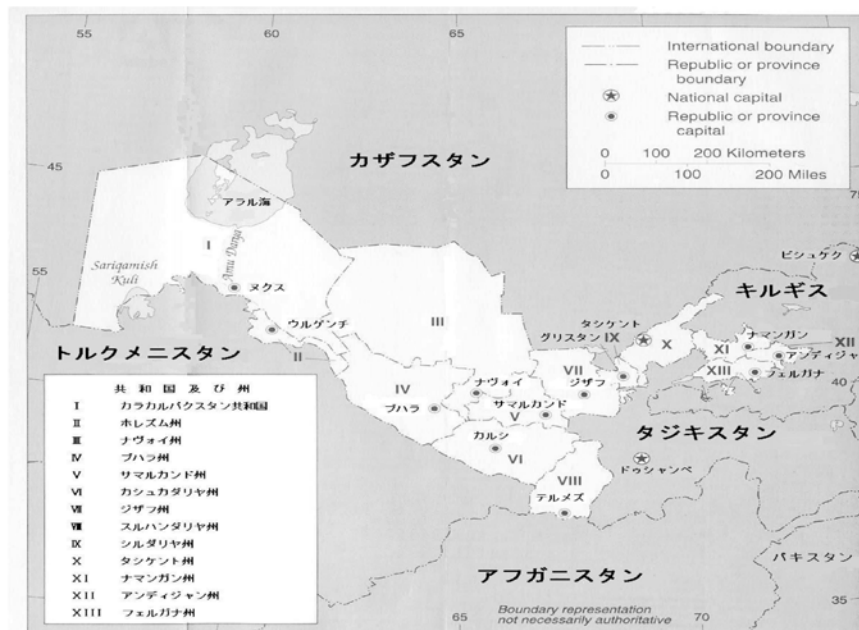 55
60
65
International boundary
Republic or province
boundary
National capital
Republic or province
capital
0 100 200 Kilometers
0 100 200 Miles
45
カザフスタン
アラル海
I
Amu Darya
75
Sariqamish
Kuli
ヌクス
ビシュケク
55
キルギス
ウルゲンチ
III
タシケント
グリスタン IX
X
ナマンガン
XII
XI
アンディジャン
トルクメニスタン
II
VII
XIII
フェルガナ
40
IV
ナヴォイ
ジザフ
ブハラ
サマルカンド
V
タジキスタン
カルシ
VI
ドゥシャンベ
VIII
テルメズ
共和国及び州
I カラカルパクスタン共和国
II ホレズム州
III ナヴォイ州
IV ブハラ州
V サマルカンド州
VI カシュカダリヤ州
VII ジザフ州
VIII スルハンダリヤ州
IX シルダリヤ州
X タシケント州
XI ナマンガン州
XII アンディジャン州
XIII フェルガナ州
パキスタン
アフガニスタン
65
Boundary representation
not necessarily authoritative
70
35